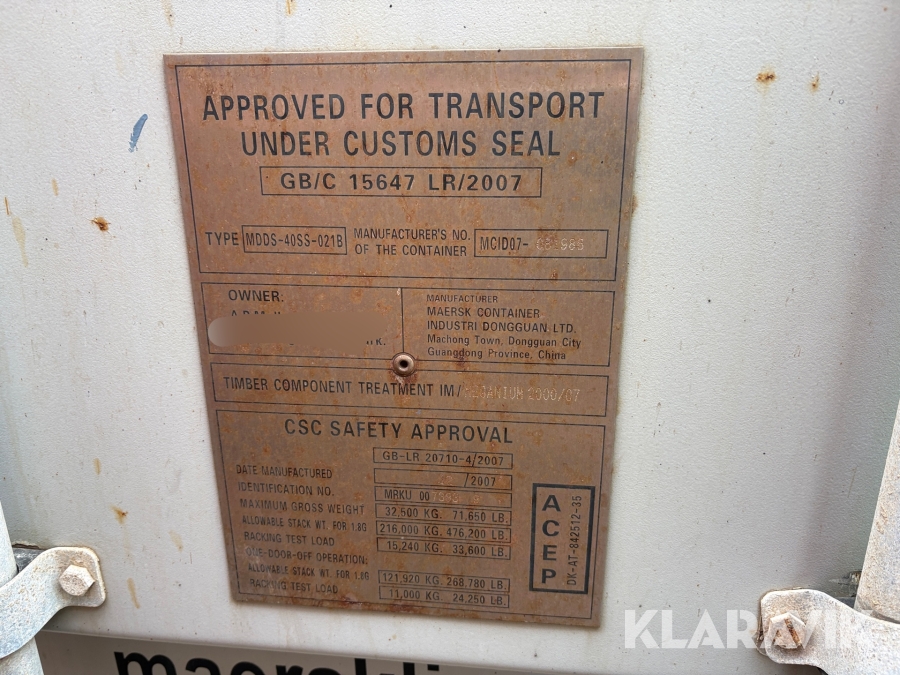 APPROVED FOR TRANSPORT
UNDER CUSTOMS SEAL
GB/C 15647 LR/2007
TYPE MDDS-40SS-021B MANUFACTURER'S NO. OF THE CONTAINER MCID07-
OWNER:
MANUFACTURER
MAERSK CONTAINER
INDUSTRI DONGGUAN LTD.
Machong Town, Dongguan City
Guangdong Province, China
TIMBER COMPONENT TREATMENT IM/ 2000/07
CSC SAFETY APPROVAL
GB-LR 20710-4/2007
DATE MANUFACTURED /2007
IDENTIFICATION NO. MRKU 00
MAXIMUM GROSS WEIGHT 32,500 KG. 71,650 LB.
ALLOWABLE STACK WT. FOR 1.8G 216,000 KG. 476,200 LB.
RACKING TEST LOAD 15,240 KG. 33,600 LB.
ONE-DOOR-OFF OPERATION:
ALLOWABLE STACK WT. FOR 1.8G 121,920 KG 268,780 LB.
RACKING TEST LOAD 11,000 KG. 24,250 LB.
ACEP
DK-AT-842512-35
KLARAVIK